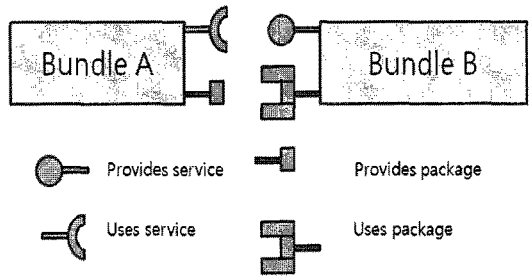 Bundle A
Bundle B
Provides service
Provides package
Uses service
Uses package